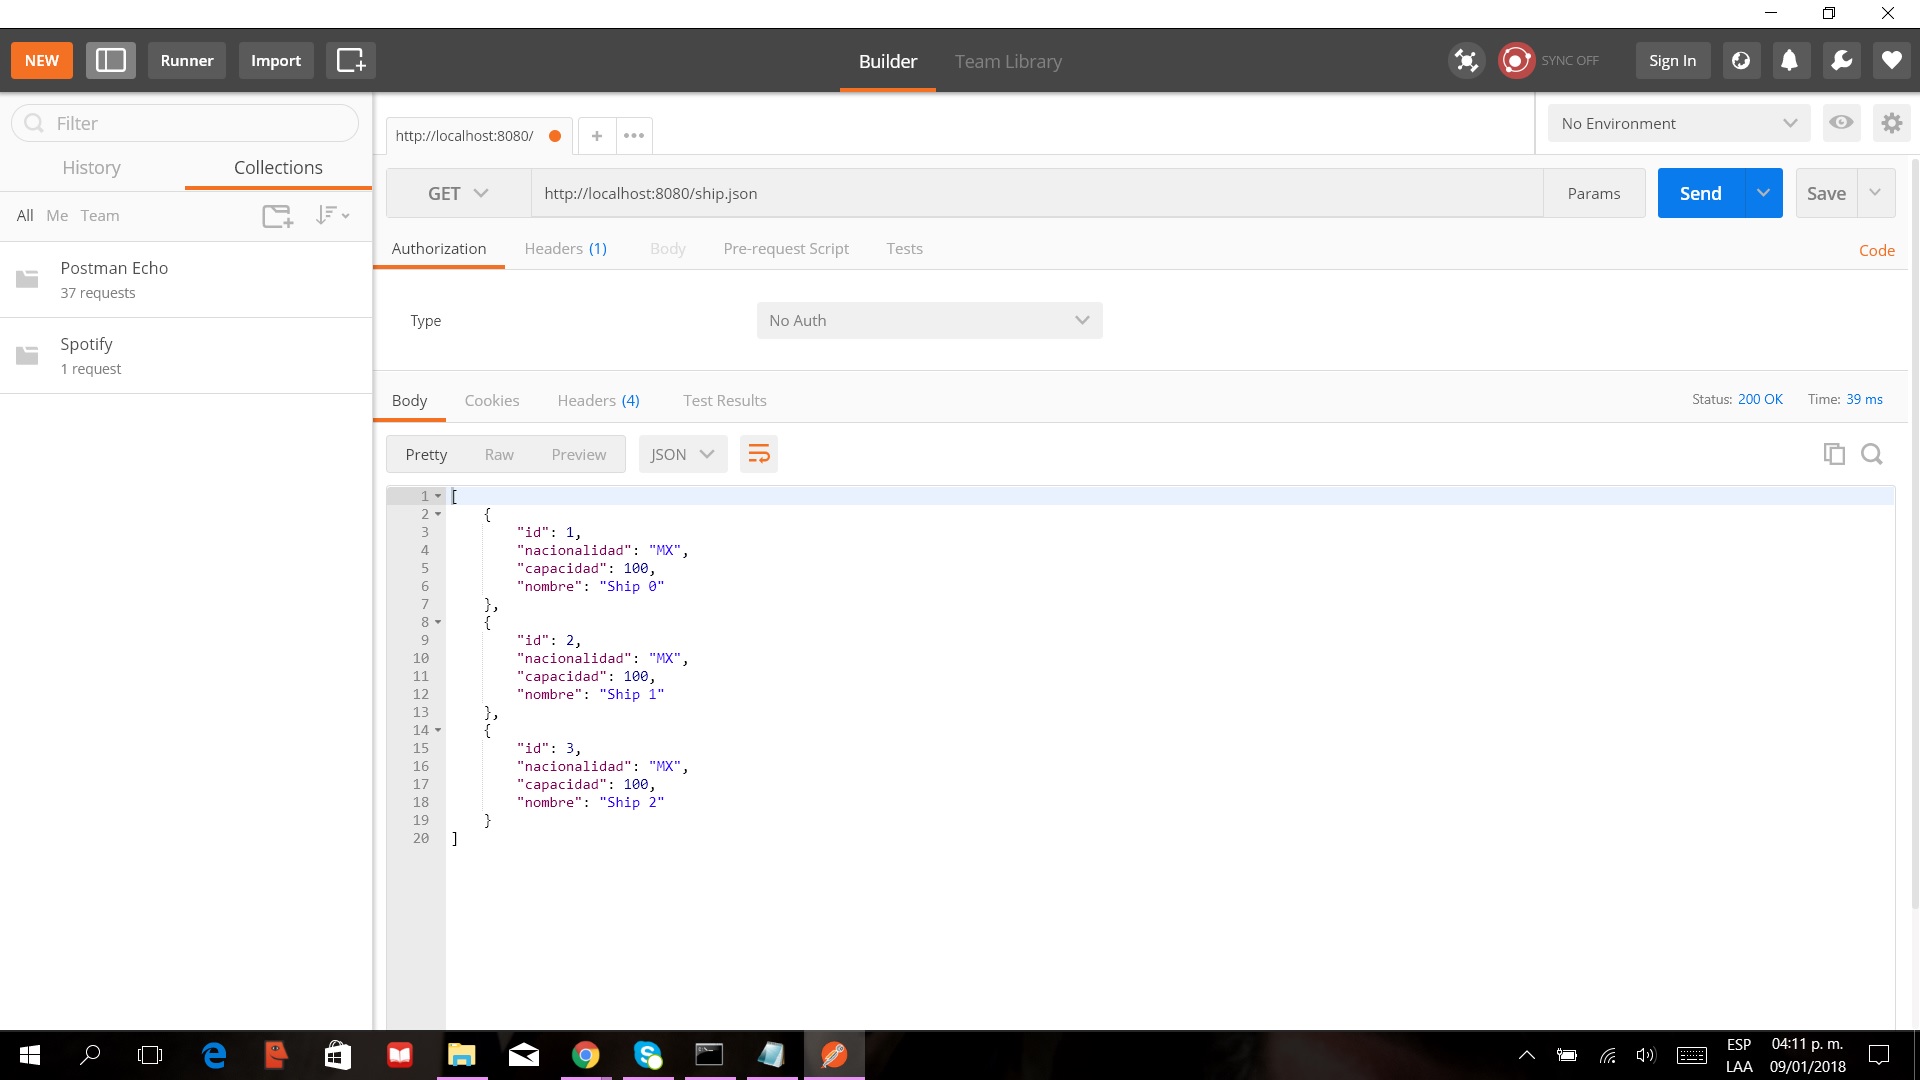 NEW Runner Import Builder Team Library SYNC OFF Sign In
Filter
http://localhost:8080/ No Environment
History Collections
GET http://localhost:8080/ship.json Params Send Save
All Me Team
Authorization Headers (1) Body Pre-request Script Tests Code
Postman Echo
37 requests
Type No Auth
Spotify
1 request
Body Cookies Headers (4) Test Results Status: 200 OK Time: 39 ms
Pretty Raw Preview JSON
1 [
2 {
3 "id": 1,
4 "nacionalidad": "MX",
5 "capacidad": 100,
6 "nombre": "Ship 0"
7 },
8 {
9 "id": 2,
10 "nacionalidad": "MX",
11 "capacidad": 100,
12 "nombre": "Ship 1"
13 },
14 {
15 "id": 3,
16 "nacionalidad": "MX",
17 "capacidad": 100,
18 "nombre": "Ship 2"
19 }
20 ]
ESP 04:11 p. m.
LAA 09/01/2018